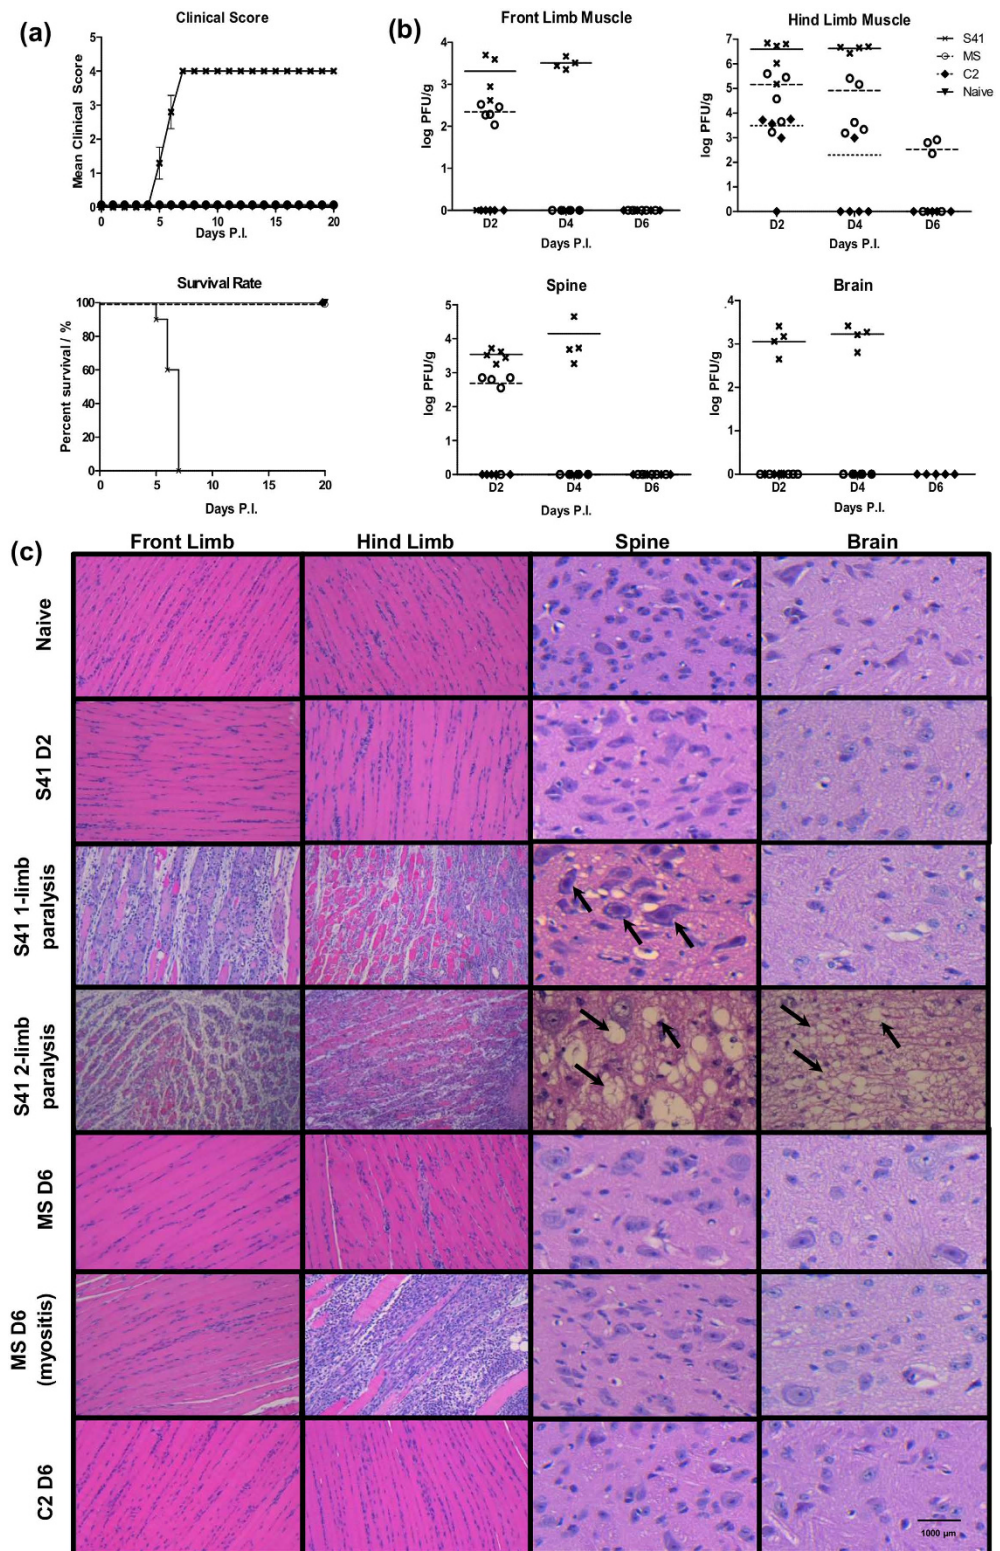 (a)
Clinical Score
Mean Clinical Score
5
4
3
2
1
0
0
5
10
15
20
Days P.I.
Survival Rate
Percent survival / %
100
80
60
40
20
0
0
5
10
15
20
Days P.I.
(b)
Front Limb Muscle
log PFU/g
4
3
2
1
0
D2
D4
D6
Days P.I.
Hind Limb Muscle
log PFU/g
7
6
5
4
3
2
1
0
D2
D4
D6
Days P.I.
S41
MS
C2
Naive
Spine
log PFU/g
5
4
3
2
1
0
D2
D4
D6
Days P.I.
Brain
log PFU/g
4
3
2
1
0
D2
D4
D6
Days P.I.
(c)
Front Limb
Hind Limb
Spine
Brain
Naive
S41 D2
S41 1-limb
paralysis
S41 2-limb
paralysis
MS D6
MS D6
(myositis)
C2 D6
1000 µm